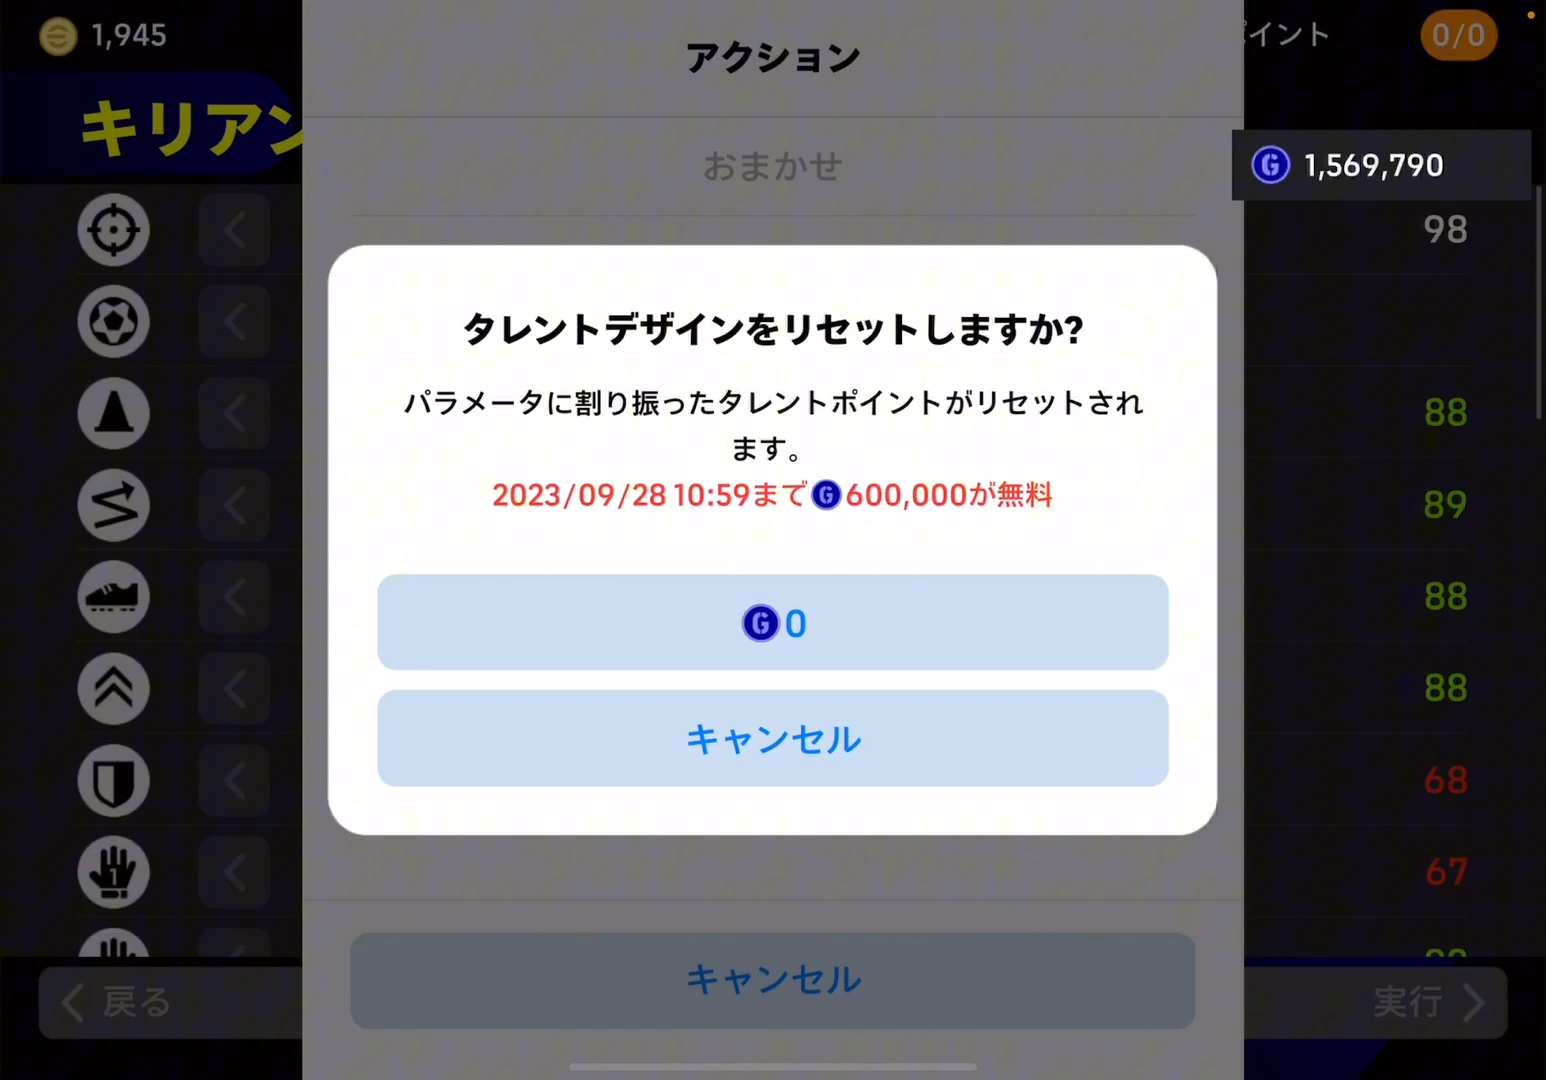 1,945
アクション
イント
0/0
キリアン
おまかせ
G 1,569,790
98
タレントデザインをリセットしますか?
パラメータに割り振ったタレントポイントがリセットされ
ます。
2023/09/28 10:59までG600,000が無料
88
89
88
G 0
88
キャンセル
68
1
67
キャンセル
戻る
実行